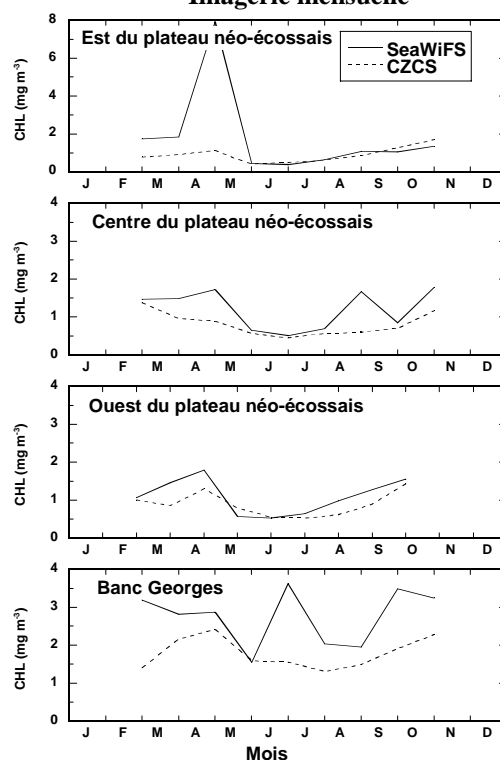 Imagerie mensuelle
Est du plateau néo-écossais
SeaWiFS
CZCS
CHL (mg m-3)
8
6
4
2
0
J F M A M J J A S O N D
Centre du plateau néo-écossais
CHL (mg m-3)
4
3
2
1
0
J F M A M J J A S O N D
Ouest du plateau néo-écossais
CHL (mg m-3)
4
3
2
1
0
J F M A M J J A S O N D
Banc Georges
CHL (mg m-3)
4
3
2
1
0
J F M A M J J A S O N D
Mois